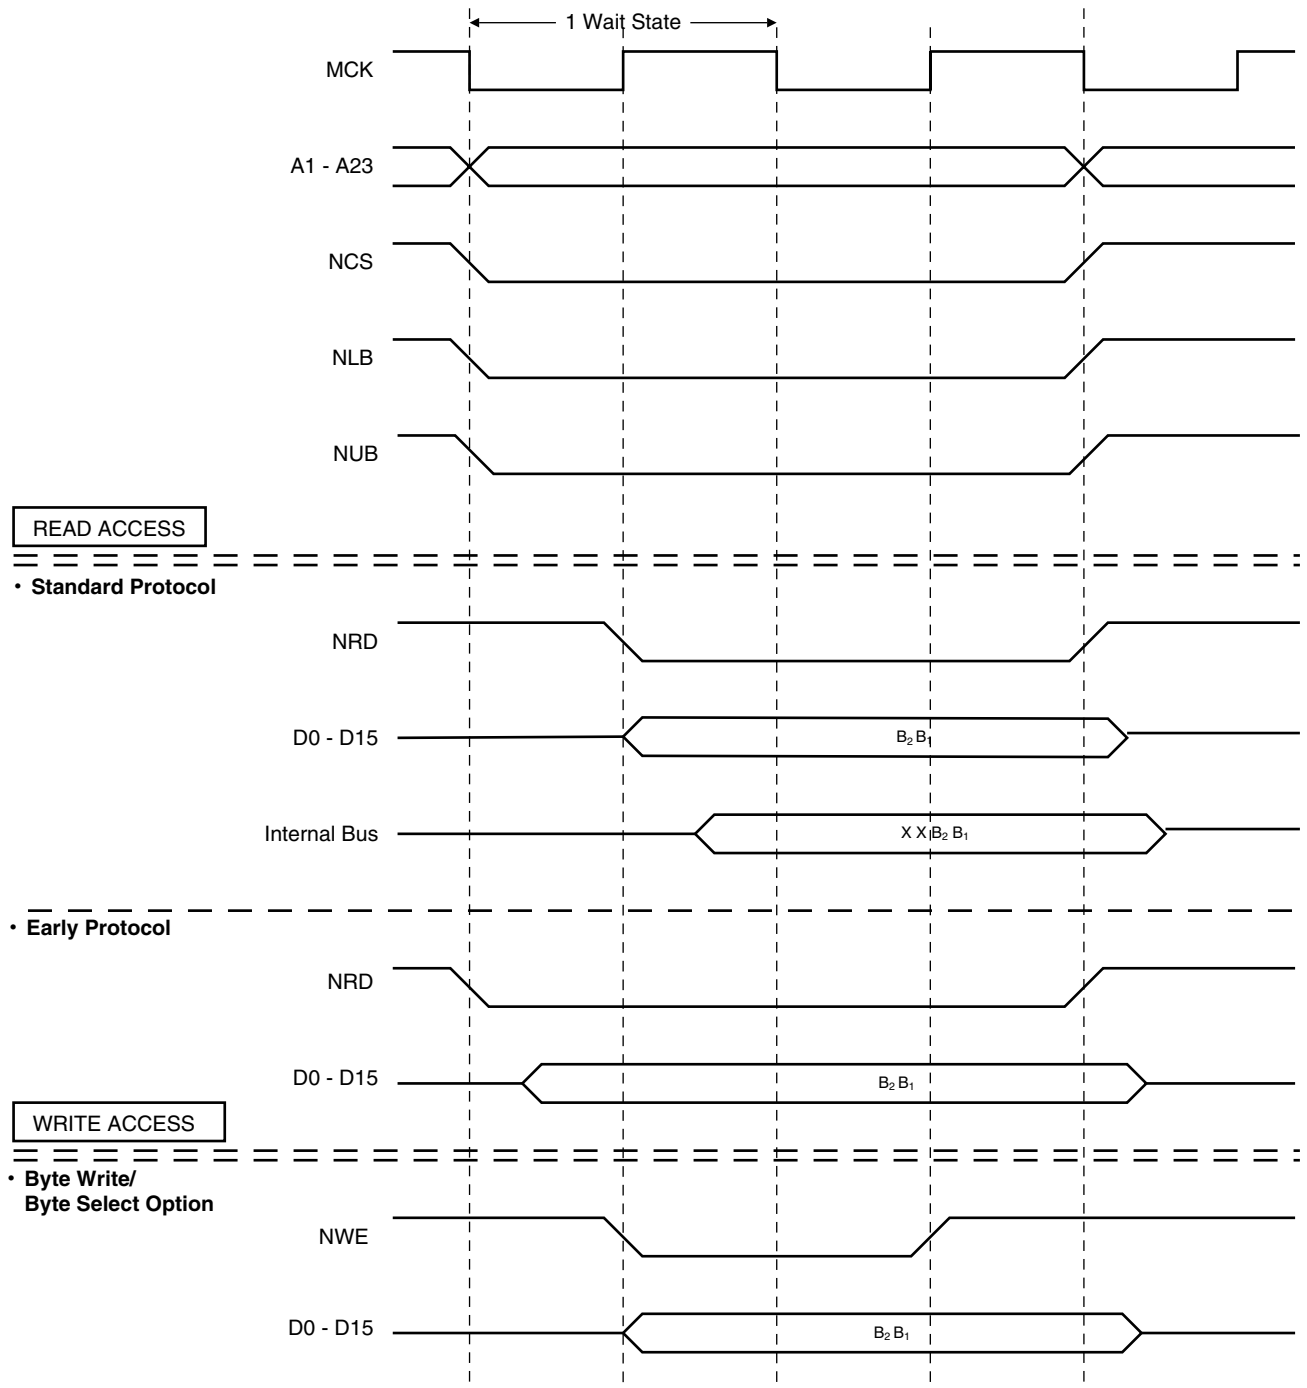 1 Wait State
MCK
A1 - A23
NCS
NLB
NUB
READ ACCESS
• Standard Protocol
NRD
D0 - D15
B₂ B₁
Internal Bus
X X B₂ B₁
• Early Protocol
NRD
D0 - D15
B₂ B₁
WRITE ACCESS
• Byte Write/
Byte Select Option
NWE
D0 - D15
B₂ B₁